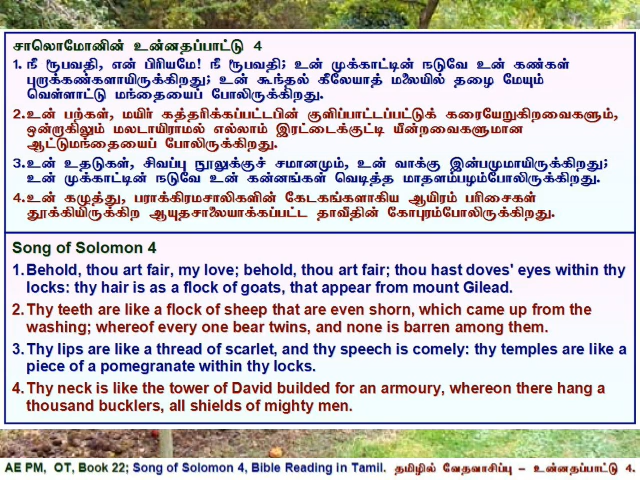 சாலொமோனின் உன்னதப்பாட்டு 4
1. நீ ரூபவதி, என் பிரியமே! நீ ரூபவதி; உன் முக்காட்டின் நடுவே உன் கண்கள்
புறாக்கண்களாயிருக்கிறது; உன் கூந்தல் கீலேயாத் மலையில் தழை மேயும்
வெள்ளாட்டு மந்தையைப் போலிருக்கிறது.
2.உன் பற்கள், மயிர் கத்தரிக்கப்பட்டபின் குளிப்பாட்டப்பட்டுக் கரையேறுகிறவைகளும்,
ஒன்றாகிலும் மலடாயிராமல் எல்லாம் இரட்டைக்குட்டி யீன்றவைகளுமான
ஆட்டுமந்தையைப் போலிருக்கிறது.
3.உன் உதடுகள், சிவப்பு நூலுக்குச் சமானமும், உன் வாக்கு இன்பமுமாயிருக்கிறது;
உன் முக்காட்டின் நடுவே உன் கன்னங்கள் வெடித்த மாதளம்பழம்போலிருக்கிறது.
4.உன் கழுத்து, பராக்கிரமசாலிகளின் கேடகங்களாகிய ஆயிரம் பரிசைகள்
தூக்கியிருக்கிற ஆயுதசாலையாக்கப்பட்ட தாவீதின் கோபுரம்போலிருக்கிறது.
Song of Solomon 4
1.Behold, thou art fair, my love; behold, thou art fair; thou hast doves' eyes within thy
locks: thy hair is as a flock of goats, that appear from mount Gilead.
2.Thy teeth are like a flock of sheep that are even shorn, which came up from the
washing; whereof every one bear twins, and none is barren among them.
3.Thy lips are like a thread of scarlet, and thy speech is comely: thy temples are like a
piece of a pomegranate within thy locks.
4.Thy neck is like the tower of David builded for an armoury, whereon there hang a
thousand bucklers, all shields of mighty men.
AE PM, OT, Book 22; Song of Solomon 4, Bible Reading in Tamil. தமிழில் வேதவாசிப்பு – உன்னதப்பாட்டு 4.